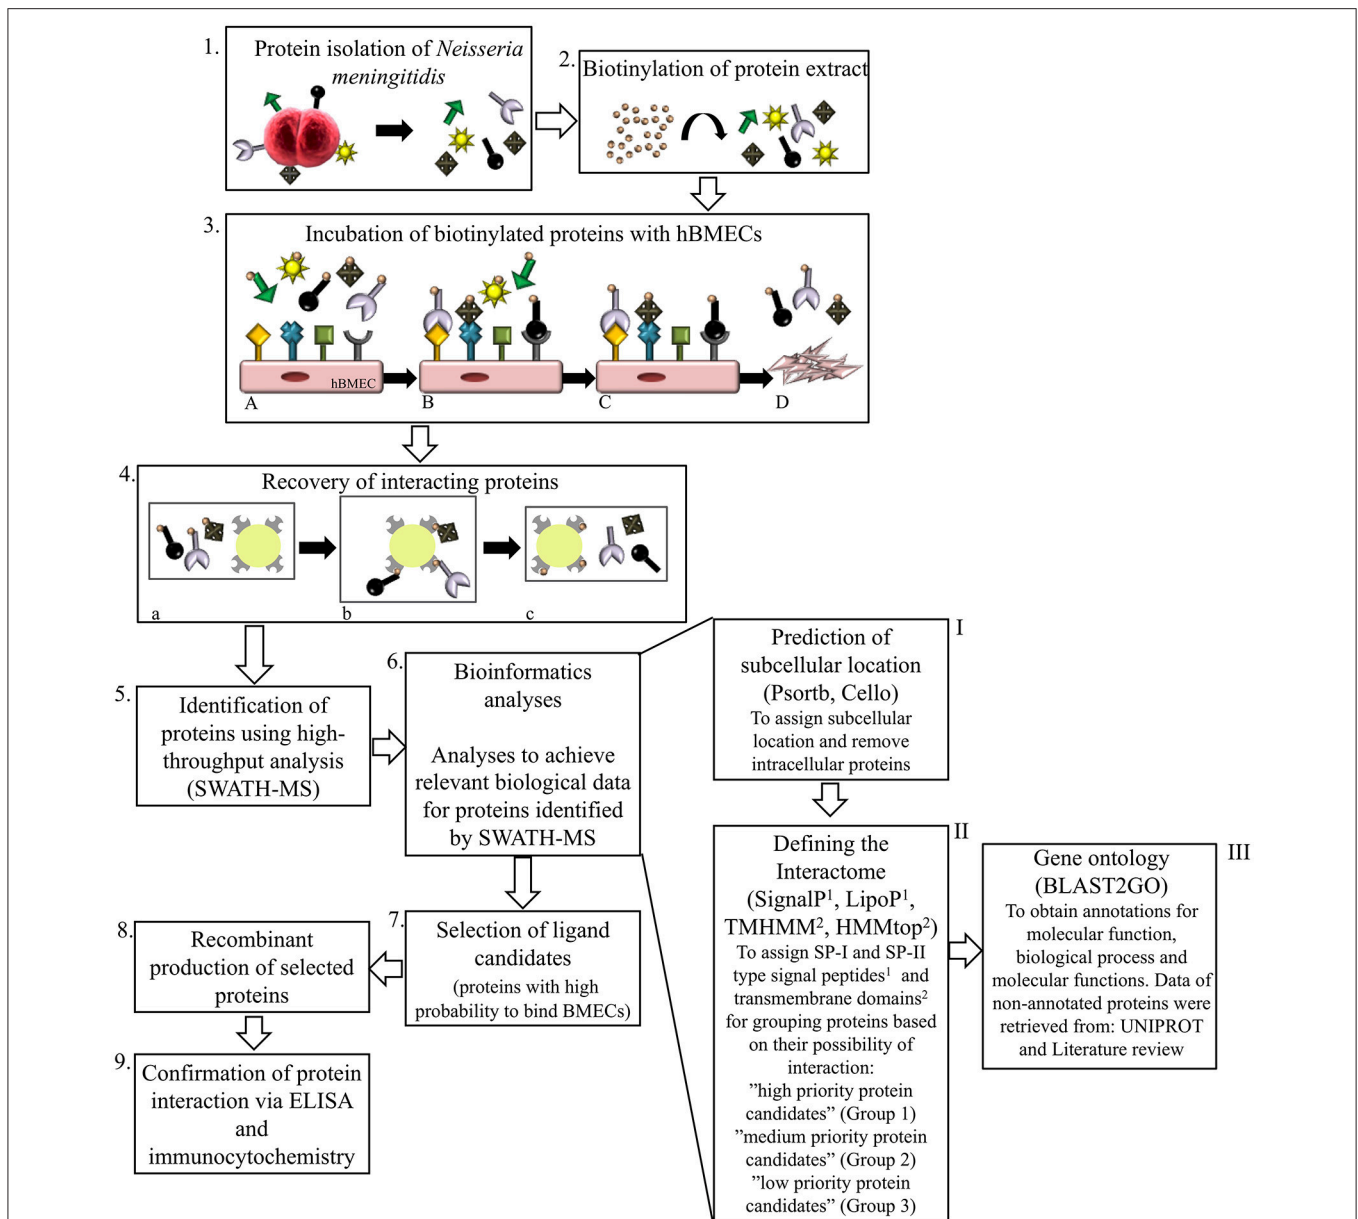 1.
Protein isolation of Neisseria
meningitidis
2.
Biotinylation of protein extract
3.
Incubation of biotinylated proteins with hBMECs
hBMEC
A
B
C
D
4.
Recovery of interacting proteins
a
b
c
5.
Identification of
proteins using high-
throughput analysis
(SWATH-MS)
6.
Bioinformatics
analyses
Analyses to achieve
relevant biological data
for proteins identified
by SWATH-MS
I
Prediction of
subcellular location
(Psortb, Cello)
To assign subcellular
location and remove
intracellular proteins
II
Defining the
Interactome
(SignalP¹, LipoP¹,
TMHMM², HMMtop²)
To assign SP-I and SP-II
type signal peptides¹ and
transmembrane domains²
for grouping proteins based
on their possibility of
interaction:
”high priority protein
candidates” (Group 1)
”medium priority protein
candidates” (Group 2)
”low priority protein
candidates” (Group 3)
III
Gene ontology
(BLAST2GO)
To obtain annotations for
molecular function,
biological process and
molecular functions. Data of
non-annotated proteins were
retrieved from: UNIPROT
and Literature review
7.
Selection of ligand
candidates
(proteins with high
probability to bind BMECs)
8.
Recombinant
production of selected
proteins
9.
Confirmation of protein
interaction via ELISA
and
immunocytochemistry